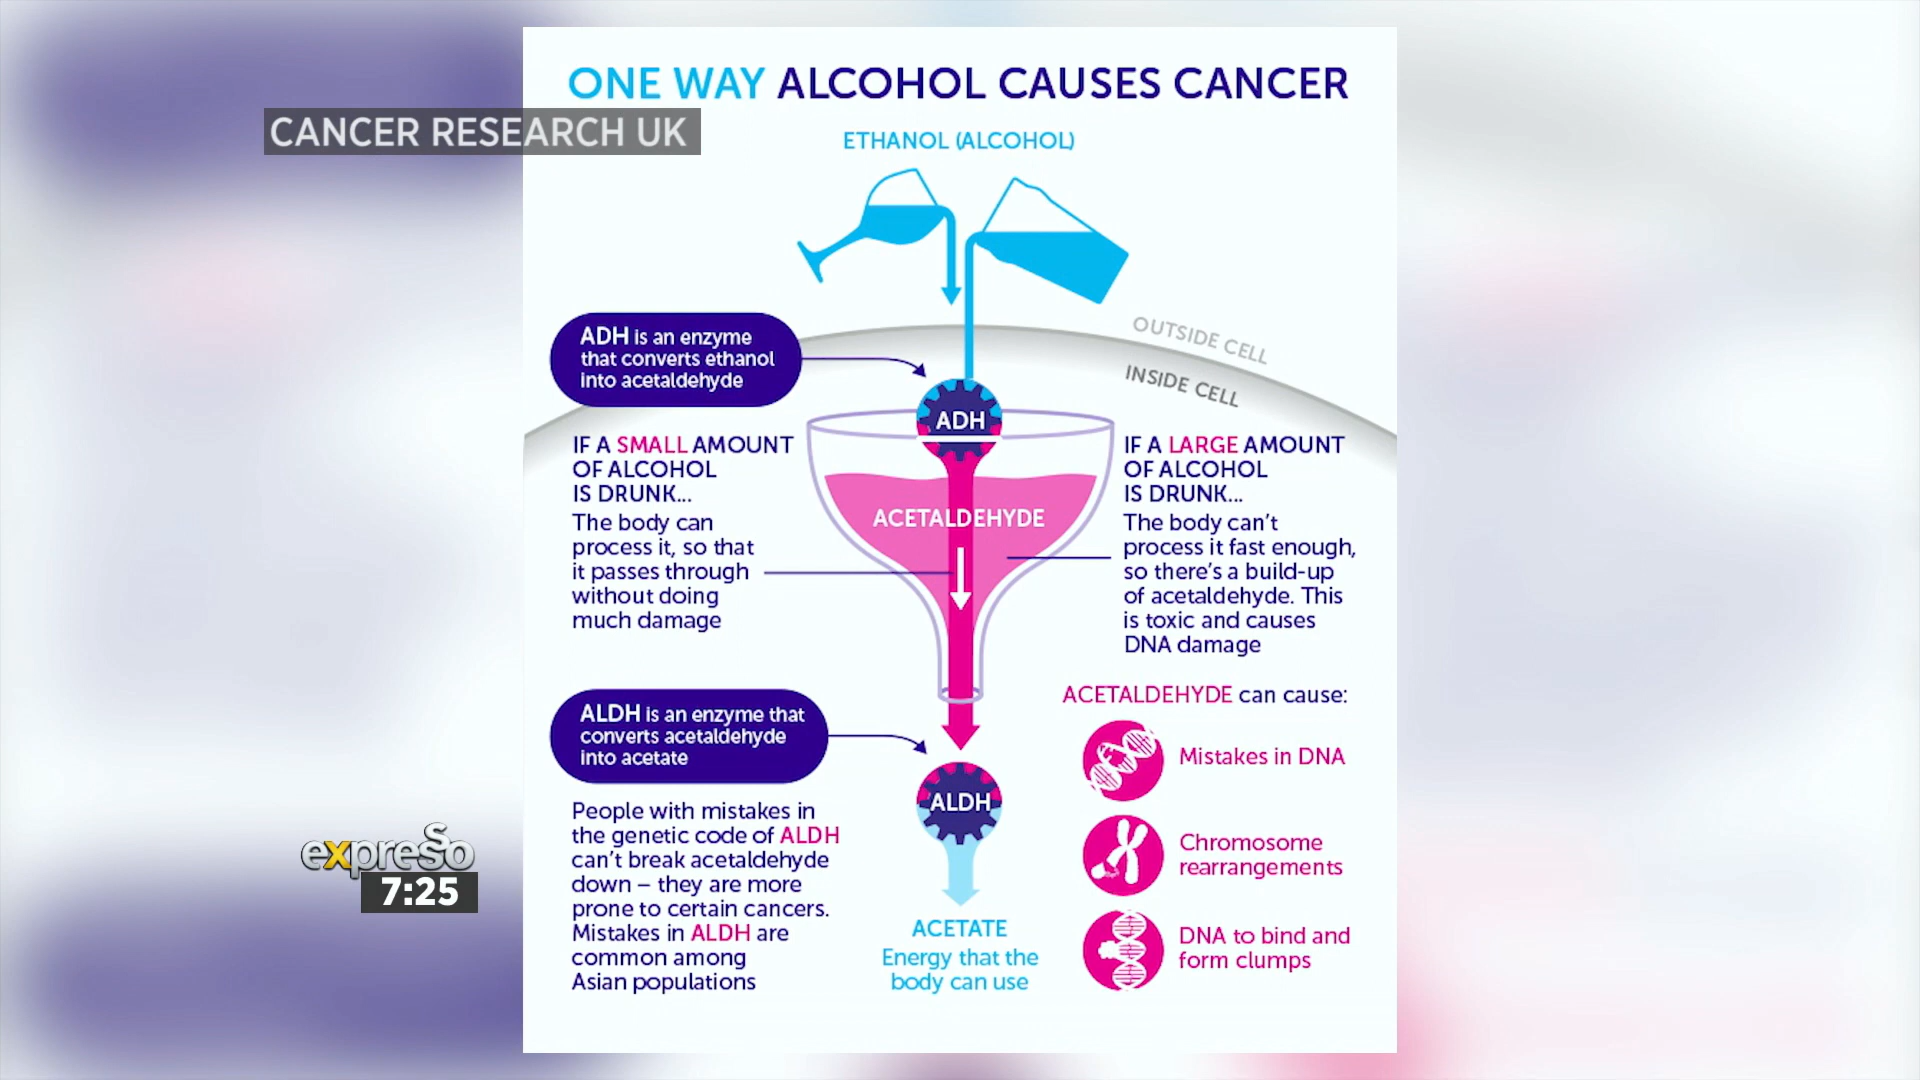 ONE WAY ALCOHOL CAUSES CANCER
CANCER RESEARCH UK
ETHANOL (ALCOHOL)
OUTSIDE CELL
INSIDE CELL
ADH is an enzyme
that converts ethanol
into acetaldehyde
ADH
IF A SMALL AMOUNT
OF ALCOHOL
IS DRUNK...
The body can
process it, so that
it passes through
without doing
much damage
ACETALDEHYDE
IF A LARGE AMOUNT
OF ALCOHOL
IS DRUNK...
The body can't
process it fast enough,
so there's a build-up
of acetaldehyde. This
is toxic and causes
DNA damage
ALDH is an enzyme that
converts acetaldehyde
into acetate
ALDH
People with mistakes in
the genetic code of ALDH
can't break acetaldehyde
down – they are more
prone to certain cancers.
Mistakes in ALDH are
common among
Asian populations
ACETATE
Energy that the
body can use
ACETALDEHYDE can cause:
Mistakes in DNA
Chromosome
rearrangements
DNA to bind and
form clumps
expresso
7:25